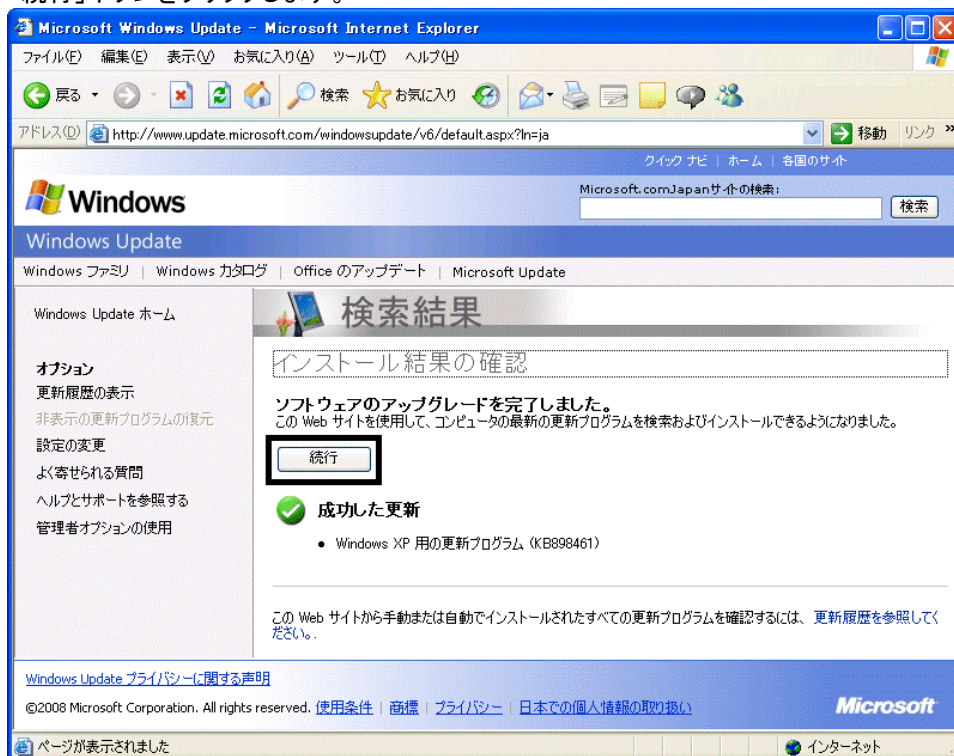 続行」ボタンをクリックします。
Microsoft Windows Update - Microsoft Internet Explorer
ファイル(F) 編集(E) 表示(V) お気に入り(A) ツール(T) ヘルプ(H)
戻る 検索 お気に入り
アドレス(D) http://www.update.microsoft.com/windowsupdate/v6/default.aspx?ln=ja 移動 リンク »
クイック ナビ | ホーム | 各国のサイト
Windows
Microsoft.comJapanサイトの検索:
検索
Windows Update
Windows ファミリ | Windows カタログ | Office のアップデート | Microsoft Update
Windows Update ホーム
オプション
更新履歴の表示
非表示の更新プログラムの復元
設定の変更
よく寄せられる質問
ヘルプとサポートを参照する
管理者オプションの使用
検索結果
インストール結果の確認
ソフトウェアのアップグレードを完了しました。
この Web サイトを使用して、コンピュータの最新の更新プログラムを検索およびインストールできるようになりました。
続行
成功した更新
• Windows XP 用の更新プログラム (KB898461)
この Web サイトから手動または自動でインストールされたすべての更新プログラムを確認するには、 更新履歴を参照してく
ださい。.
Windows Update プライバシーに関する声明
©2008 Microsoft Corporation. All rights reserved. 使用条件 | 商標 | プライバシー | 日本での個人情報の取り扱い
Microsoft
ページが表示されました
インターネット